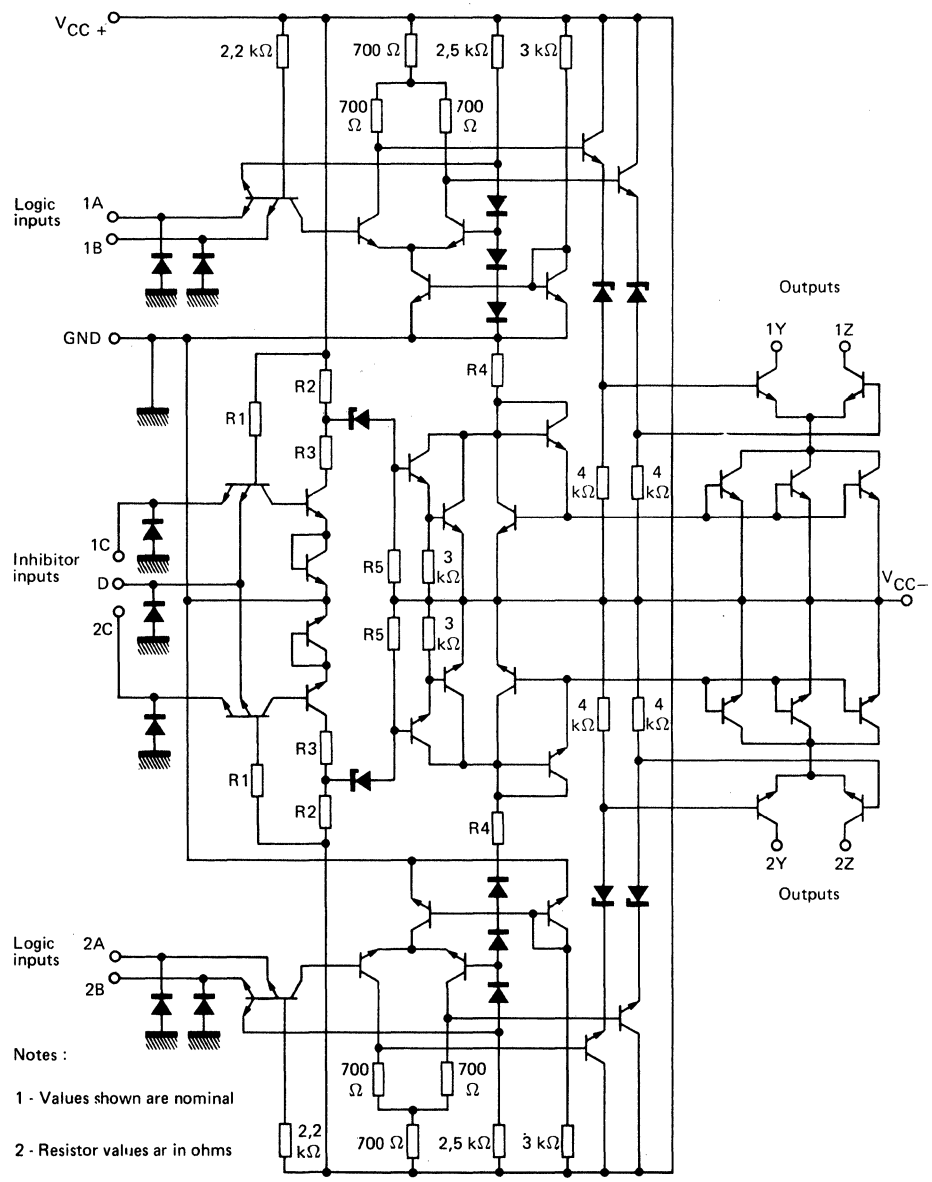 VCC +
2,2 kΩ
700 Ω
2,5 kΩ
3 kΩ
700
Ω
700
Ω
Logic
inputs
1A
1B
GND
Outputs
1Y
1Z
R4
R2
R1
R3
4
kΩ
4
kΩ
1C
Inhibitor
inputs
D
2C
R5
3
kΩ
VCC–
R5
3
kΩ
4
kΩ
4
kΩ
R3
R1
R2
R4
2Y
2Z
Outputs
Logic
inputs
2A
2B
Notes :
700
Ω
700
Ω
1 - Values shown are nominal
2,2
kΩ
700 Ω
2,5 kΩ
3 kΩ
2 - Resistor values ar in ohms